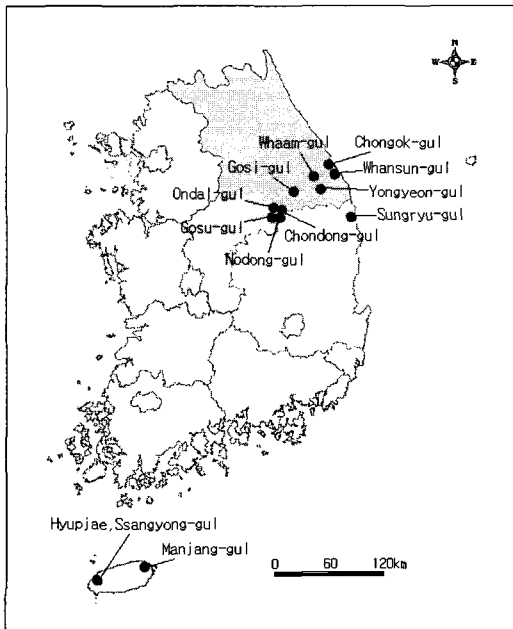 N
W E
S
Chongok-gul
Whaam-gul
Whansun-gul
Gosi-gul
Yongyeon-gul
Ondal-gul
Sungryu-gul
Gosu-gul
Chondong-gul
Nodong-gul
Hyupjae,Ssangyong-gul
Manjang-gul
0 60 120km